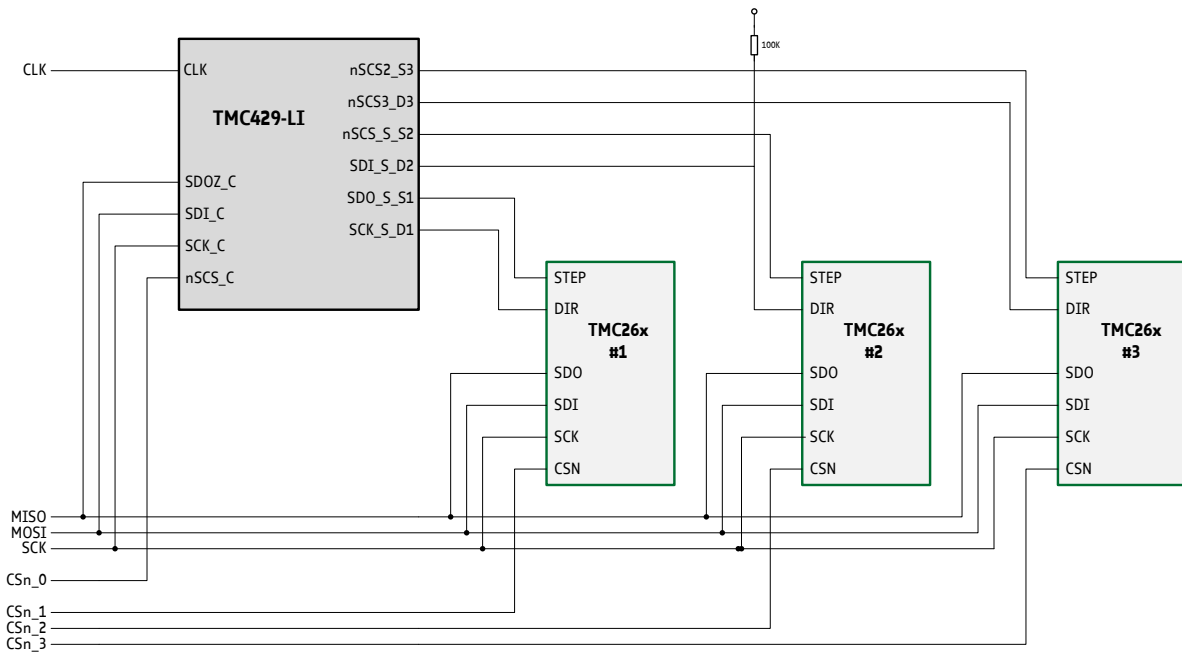 100K
CLK
CLK
nSCS2_S3
nSCS3_D3
TMC429-LI
nSCS_S_S2
SDI_S_D2
SDOZ_C
SDO_S_S1
SDI_C
SCK_S_D1
SCK_C
nSCS_C
STEP
DIR
TMC26x
#1
SDO
SDI
SCK
CSN
STEP
DIR
TMC26x
#2
SDO
SDI
SCK
CSN
STEP
DIR
TMC26x
#3
SDO
SDI
SCK
CSN
MISO
MOSI
SCK
CSn_0
CSn_1
CSn_2
CSn_3